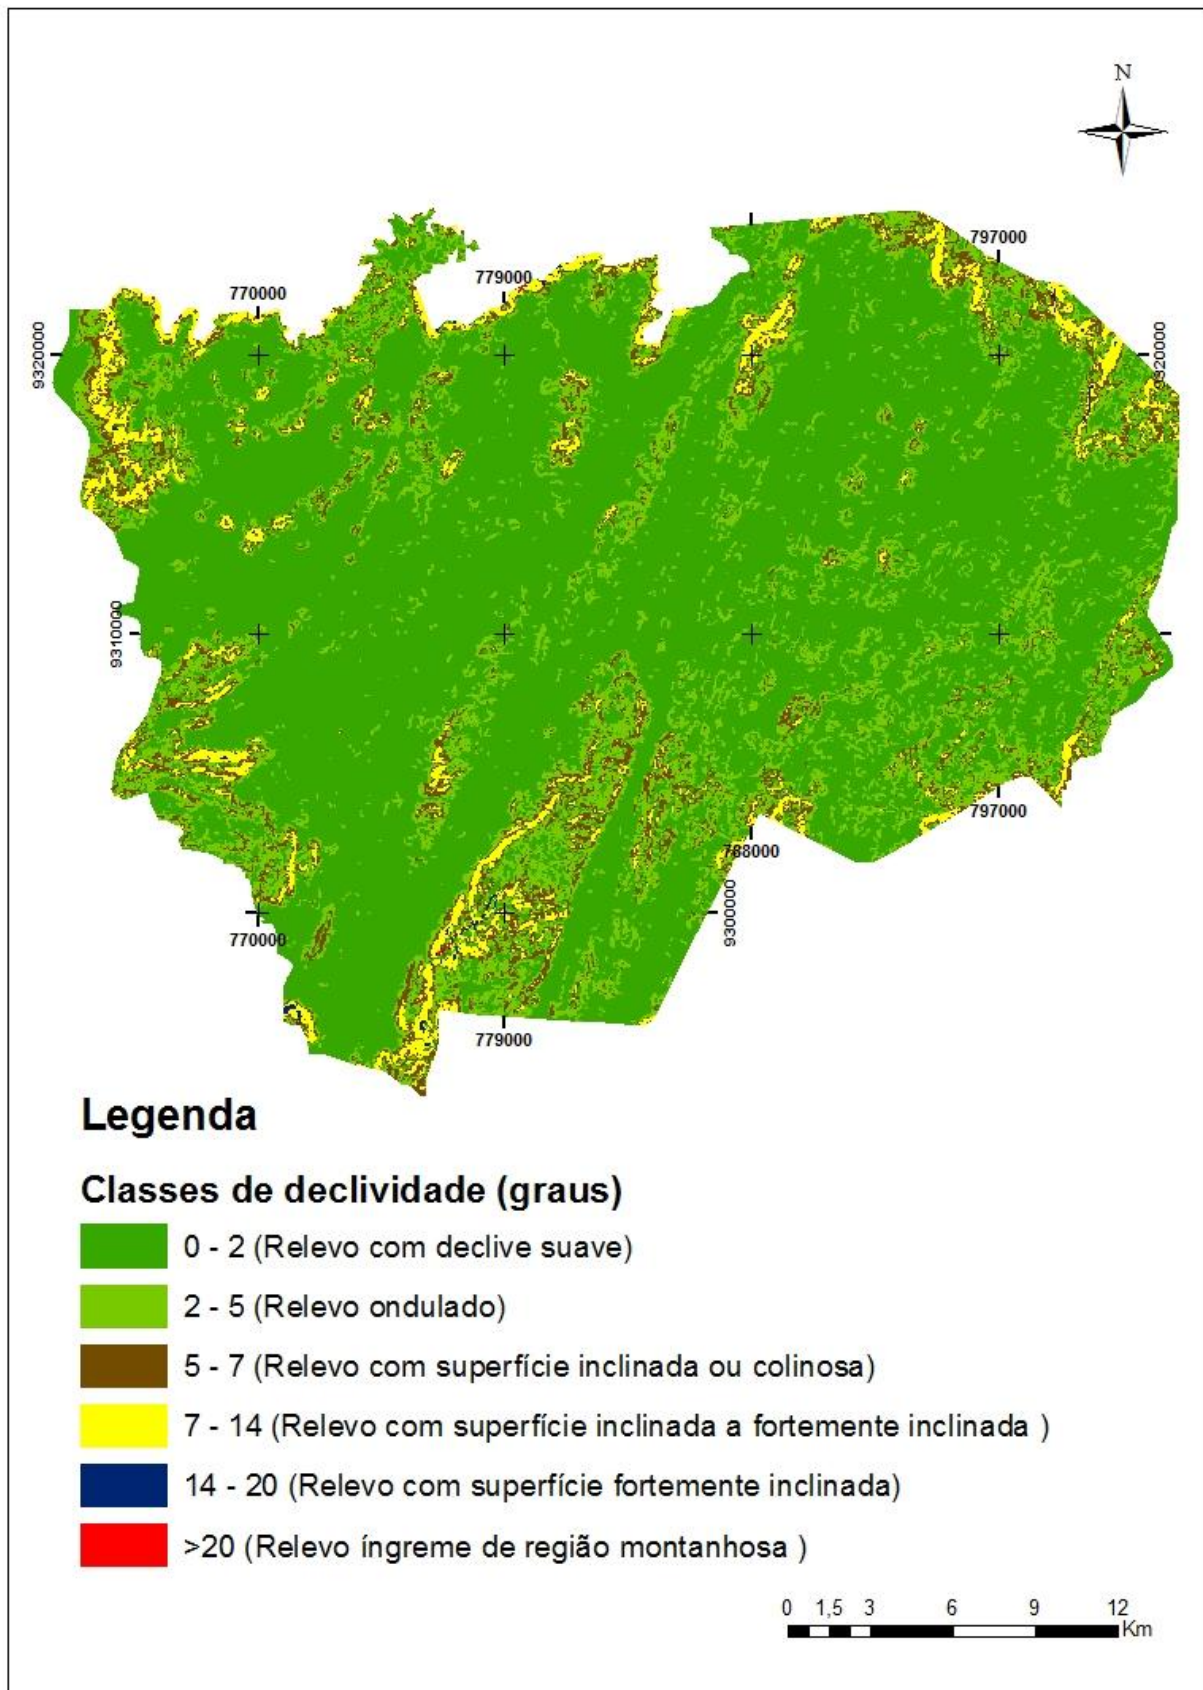 N
797000
770000
779000
9320000
9320000
9310000
797000
788000
770000
9300000
779000
Legenda
Classes de declividade (graus)
0 - 2 (Relevo com declive suave)
2 - 5 (Relevo ondulado)
5 - 7 (Relevo com superfície inclinada ou colinosa)
7 - 14 (Relevo com superfície inclinada a fortemente inclinada )
14 - 20 (Relevo com superfície fortemente inclinada)
>20 (Relevo íngreme de região montanhosa )
0 1,5 3 6 9 12
Km